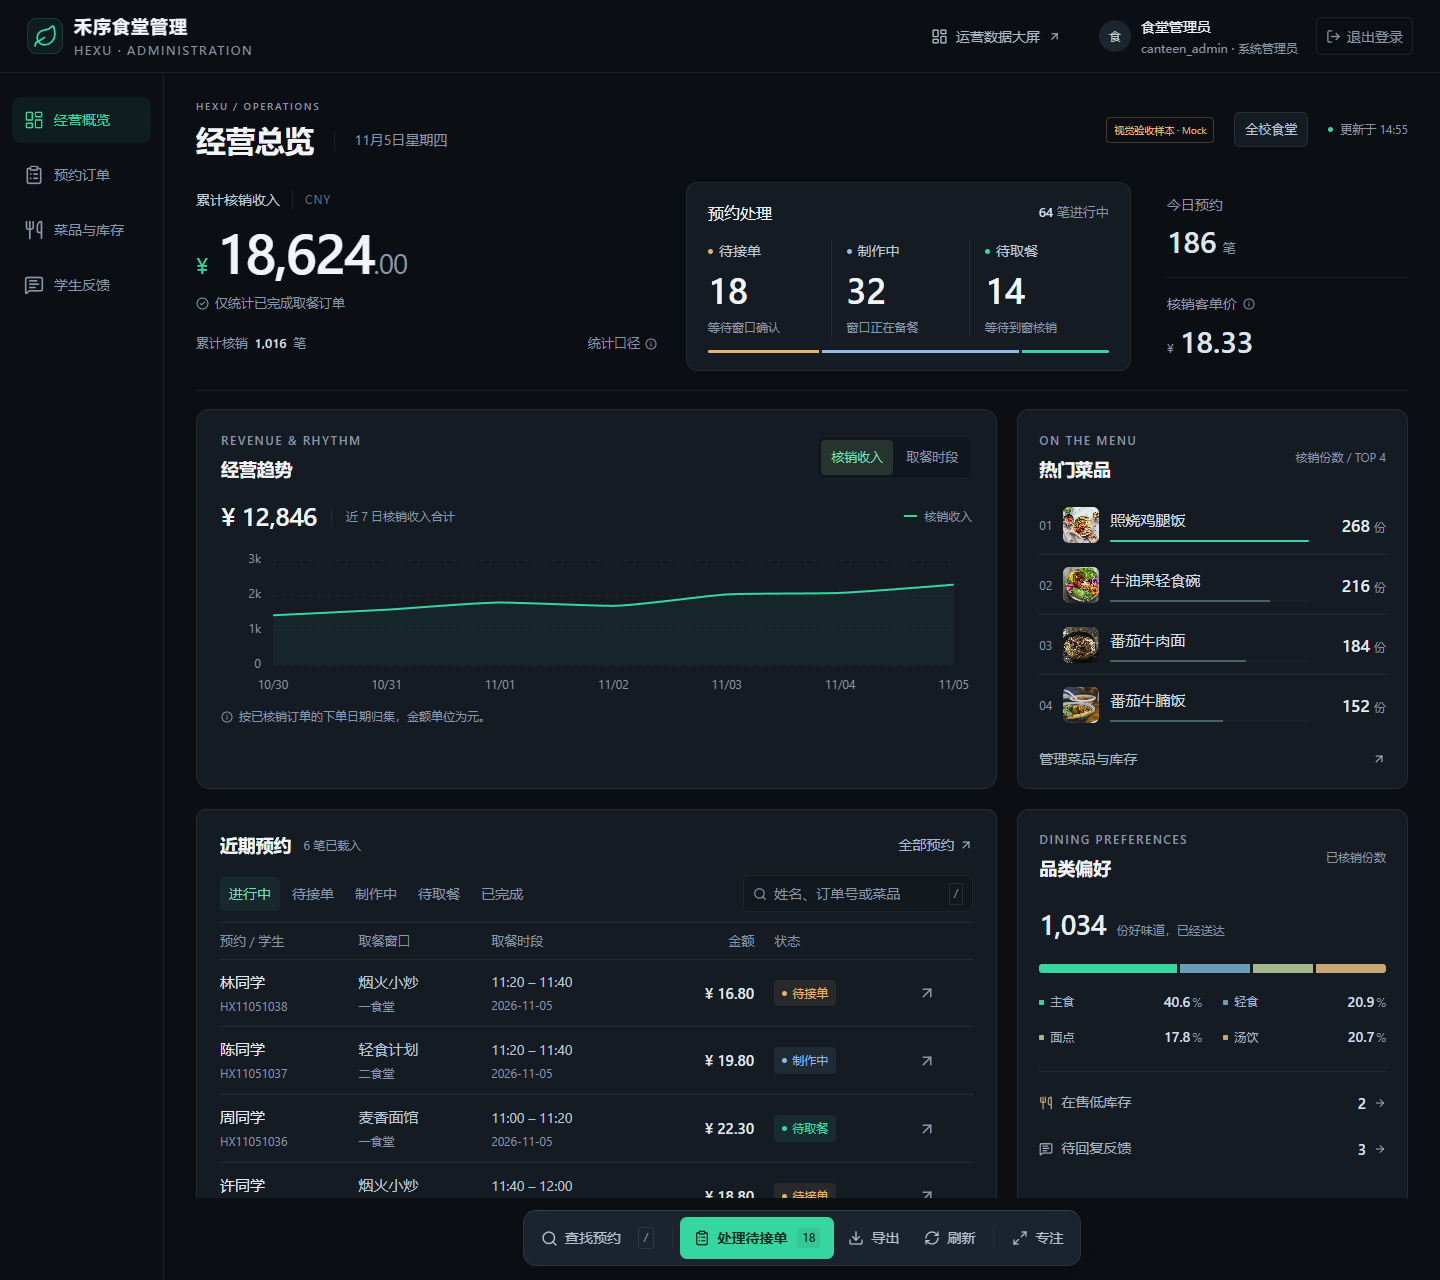 禾序食堂管理
HEXU · ADMINISTRATION
运营数据大屏
食
食堂管理员
canteen_admin · 系统管理员
退出登录
经营概览
预约订单
菜品与库存
学生反馈
HEXU / OPERATIONS
经营总览
11月5日星期四
视觉验收样本 · Mock
全校食堂
更新于 14:55
累计核销收入
CNY
¥ 18,624.00
仅统计已完成取餐订单
累计核销 1,016 笔
统计口径
预约处理
64 笔进行中
待接单
18
等待窗口确认
制作中
32
窗口正在备餐
待取餐
14
等待到窗核销
今日预约
186 笔
核销客单价
¥ 18.33
REVENUE & RHYTHM
经营趋势
核销收入
取餐时段
¥ 12,846
近 7 日核销收入合计
核销收入
3k
2k
1k
0
10/30
10/31
11/01
11/02
11/03
11/04
11/05
按已核销订单的下单日期归集，金额单位为元。
ON THE MENU
热门菜品
核销份数 / TOP 4
01
照烧鸡腿饭
268 份
02
牛油果轻食碗
216 份
03
番茄牛肉面
184 份
04
番茄牛腩饭
152 份
管理菜品与库存
近期预约
6 笔已载入
全部预约
进行中
待接单
制作中
待取餐
已完成
姓名、订单号或菜品
/
预约 / 学生
取餐窗口
取餐时段
金额
状态
林同学
HX11051038
烟火小炒
一食堂
11:20 – 11:40
2026-11-05
¥ 16.80
待接单
陈同学
HX11051037
轻食计划
二食堂
11:20 – 11:40
2026-11-05
¥ 19.80
制作中
周同学
HX11051036
麦香面馆
一食堂
11:00 – 11:20
2026-11-05
¥ 22.30
待取餐
许同学
烟火小炒
11:40 – 12:00
¥ 18.80
待接单
DINING PREFERENCES
品类偏好
已核销份数
1,034 份好味道，已经送达
主食
40.6 %
轻食
20.9 %
面点
17.8 %
汤饮
20.7 %
在售低库存
2
待回复反馈
3
查找预约
/
处理待接单
18
导出
刷新
专注